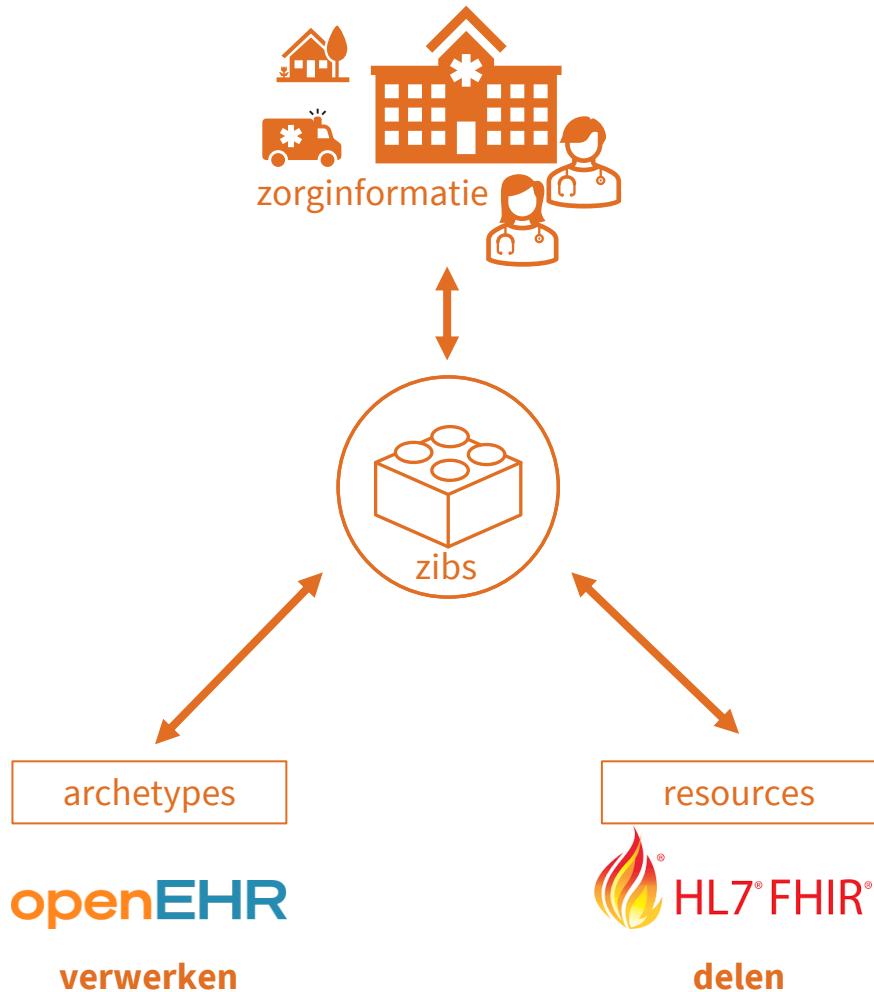 zorginformatie
zibs
archetypes
resources
openEHR
HL7® FHIR®
verwerken
delen